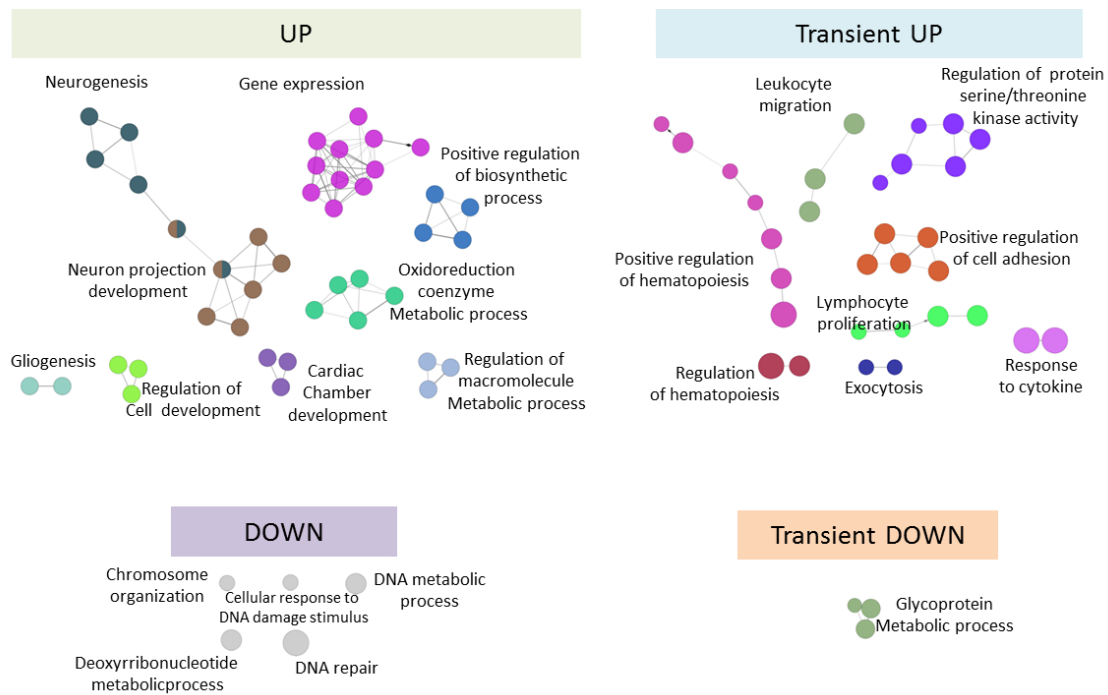 UP
Neurogenesis
Gene expression
Positive regulation
of biosynthetic
process
Neuron projection
development
Oxidoreduction
coenzyme
Metabolic process
Gliogenesis
Regulation of
Cell development
Cardiac
Chamber
development
Regulation of
macromolecule
Metabolic process
Transient UP
Leukocyte
migration
Regulation of protein
serine/threonine
kinase activity
Positive regulation
of hematopoiesis
Positive regulation
of cell adhesion
Lymphocyte
proliferation
Regulation
of hematopoiesis
Exocytosis
Response
to cytokine
DOWN
Chromosome
organization
Cellular response to
DNA damage stimulus
DNA metabolic
process
Deoxyrribonucleotide
metabolicprocess
DNA repair
Transient DOWN
Glycoprotein
Metabolic process